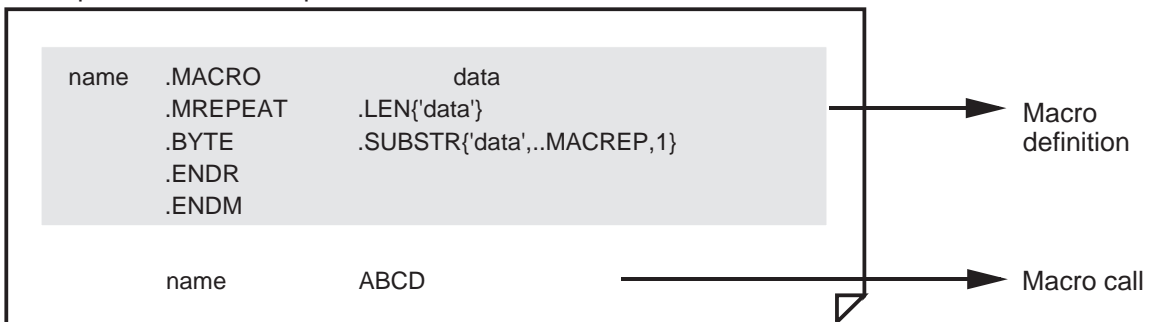 name .MACRO data
.MREPEAT .LEN{'data'}
.BYTE .SUBSTR{'data',..MACREP,1}
.ENDR
.ENDM
Macro
definition
name ABCD
Macro call